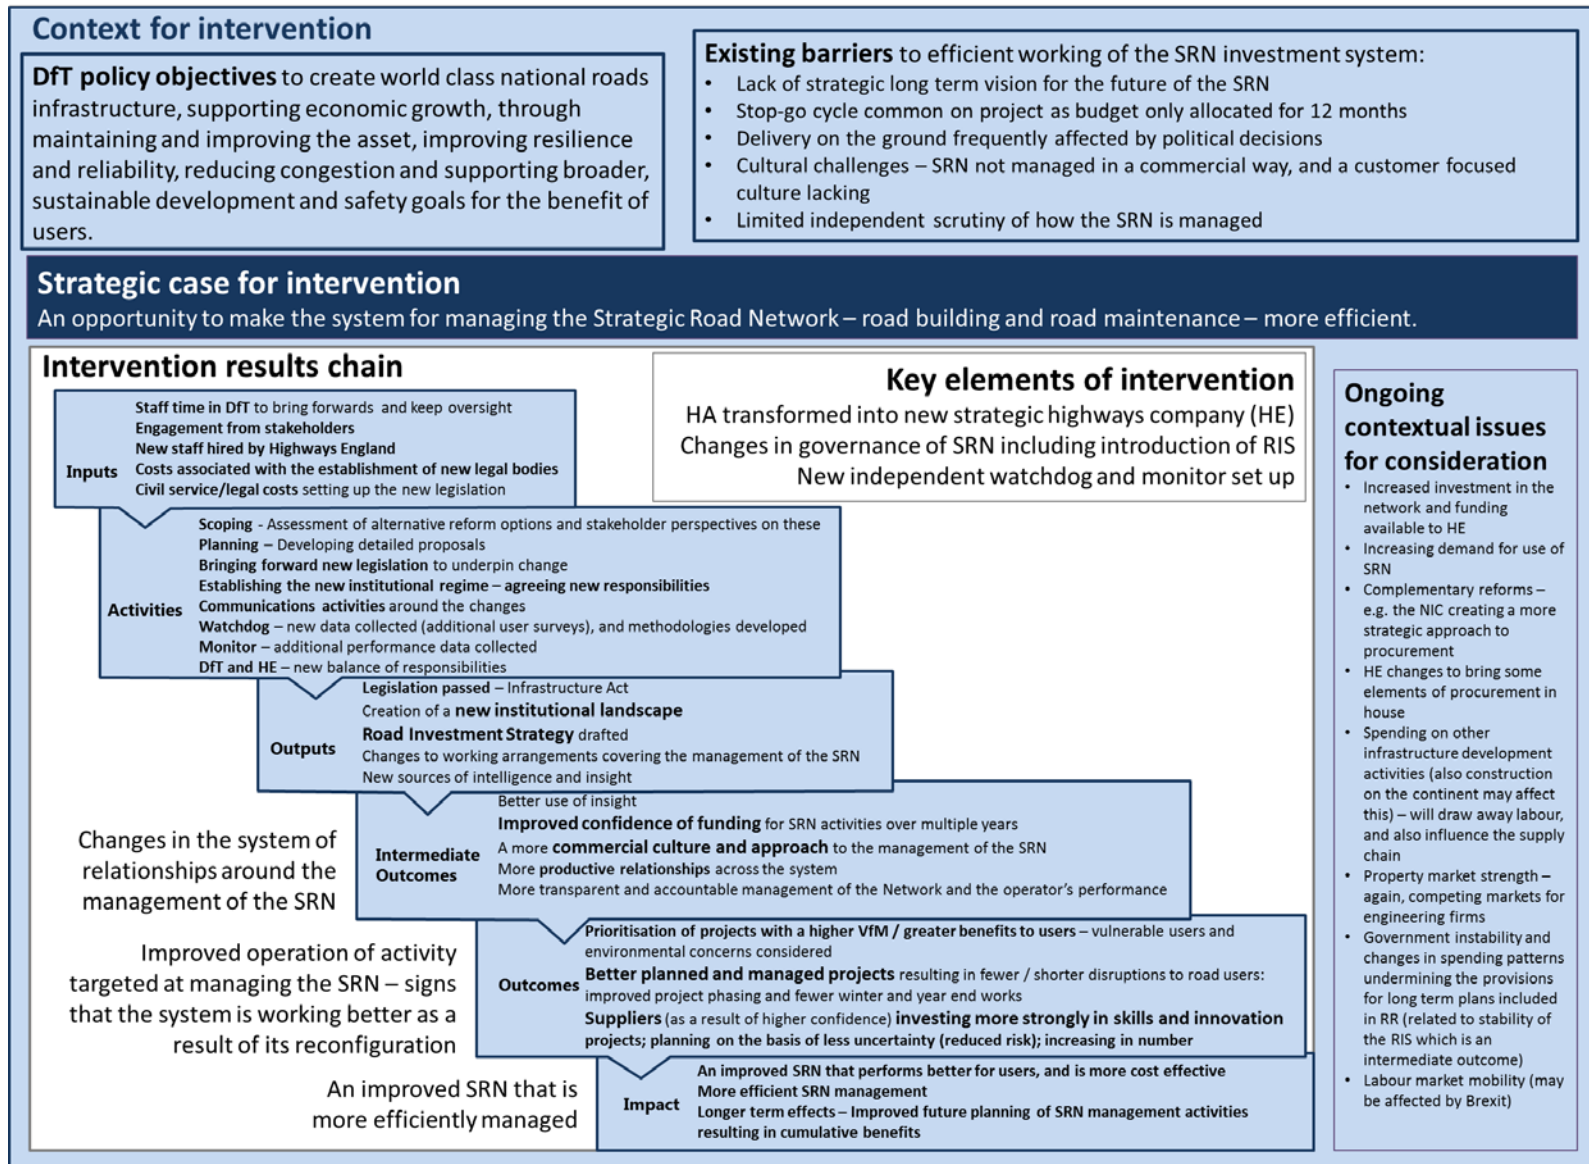 Context for intervention
DfT policy objectives to create world class national roads
infrastructure, supporting economic growth, through
maintaining and improving the asset, improving resilience
and reliability, reducing congestion and supporting broader,
sustainable development and safety goals for the benefit of
users.
Existing barriers to efficient working of the SRN investment system:
• Lack of strategic long term vision for the future of the SRN
• Stop-go cycle common on project as budget only allocated for 12 months
• Delivery on the ground frequently affected by political decisions
• Cultural challenges – SRN not managed in a commercial way, and a customer focused
culture lacking
• Limited independent scrutiny of how the SRN is managed
Strategic case for intervention
An opportunity to make the system for managing the Strategic Road Network – road building and road maintenance – more efficient.
Intervention results chain
Key elements of intervention
HA transformed into new strategic highways company (HE)
Changes in governance of SRN including introduction of RIS
New independent watchdog and monitor set up
Inputs
Staff time in DfT to bring forwards and keep oversight
Engagement from stakeholders
New staff hired by Highways England
Costs associated with the establishment of new legal bodies
Civil service/legal costs setting up the new legislation
Activities
Scoping - Assessment of alternative reform options and stakeholder perspectives on these
Planning – Developing detailed proposals
Bringing forward new legislation to underpin change
Establishing the new institutional regime – agreeing new responsibilities
Communications activities around the changes
Watchdog – new data collected (additional user surveys), and methodologies developed
Monitor – additional performance data collected
DfT and HE – new balance of responsibilities
Outputs
Legislation passed – Infrastructure Act
Creation of a new institutional landscape
Road Investment Strategy drafted
Changes to working arrangements covering the management of the SRN
New sources of intelligence and insight
Changes in the system of
relationships around the
management of the SRN
Intermediate
Outcomes
Better use of insight
Improved confidence of funding for SRN activities over multiple years
A more commercial culture and approach to the management of the SRN
More productive relationships across the system
More transparent and accountable management of the Network and the operator's performance
Improved operation of activity
targeted at managing the SRN – signs
that the system is working better as a
result of its reconfiguration
Outcomes
Prioritisation of projects with a higher VfM / greater benefits to users – vulnerable users and
environmental concerns considered
Better planned and managed projects resulting in fewer / shorter disruptions to road users:
improved project phasing and fewer winter and year end works
Suppliers (as a result of higher confidence) investing more strongly in skills and innovation
projects; planning on the basis of less uncertainty (reduced risk); increasing in number
An improved SRN that is
more efficiently managed
Impact
An improved SRN that performs better for users, and is more cost effective
More efficient SRN management
Longer term effects – Improved future planning of SRN management activities
resulting in cumulative benefits
Ongoing
contextual issues
for consideration
• Increased investment in the
network and funding
available to HE
• Increasing demand for use of
SRN
• Complementary reforms –
e.g. the NIC creating a more
strategic approach to
procurement
• HE changes to bring some
elements of procurement in
house
• Spending on other
infrastructure development
activities (also construction
on the continent may affect
this) – will draw away labour,
and also influence the supply
chain
• Property market strength –
again, competing markets for
engineering firms
• Government instability and
changes in spending patterns
undermining the provisions
for long term plans included
in RR (related to stability of
the RIS which is an
intermediate outcome)
• Labour market mobility (may
be affected by Brexit)